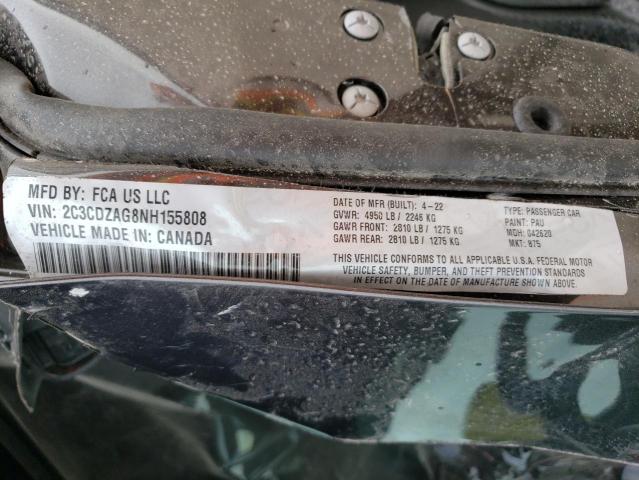 MFD BY: FCA US LLC
VIN: 2C3CDZAG8NH155808
VEHICLE MADE IN: CANADA
DATE OF MFR (BUILT): 4-22
GVWR: 4950 LB / 2246 KG
GAWR FRONT: 2810 LB / 1275 KG
GAWR REAR: 2810 LB / 1275 KG
TYPE: PASSENGER CAR
PAINT: PAU
MDH: 042620
MKT: 875
THIS VEHICLE CONFORMS TO ALL APPLICABLE U.S.A. FEDERAL MOTOR
VEHICLE SAFETY, BUMPER, AND THEFT PREVENTION STANDARDS
IN EFFECT ON THE DATE OF MANUFACTURE SHOWN ABOVE.